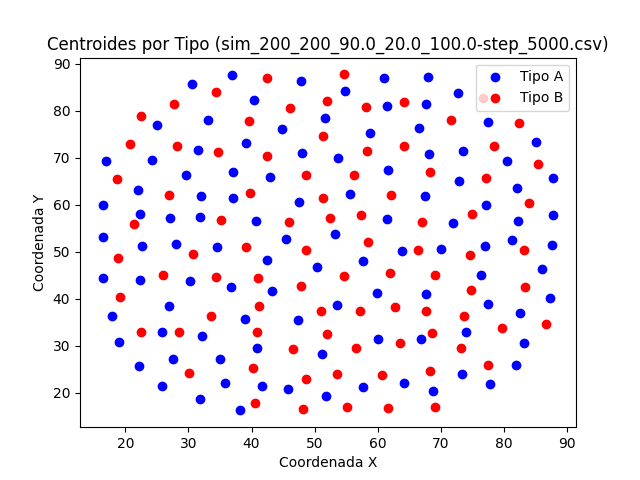 Centroides por Tipo (sim_200_200_90.0_20.0_100.0-step_5000.csv)
Tipo A
Tipo B
90
80
70
60
50
40
30
20
Coordenada Y
20 30 40 50 60 70 80 90
Coordenada X